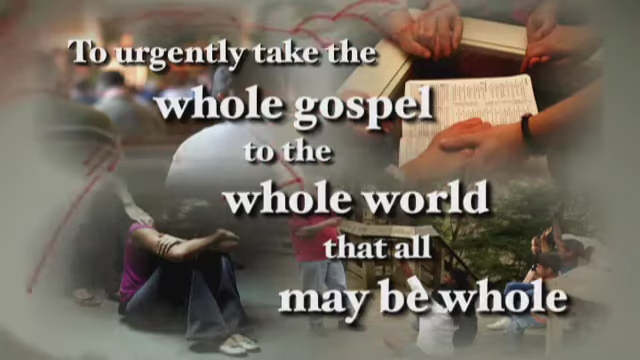 To urgently take the
whole gospel
to the
whole world
that all
may be whole